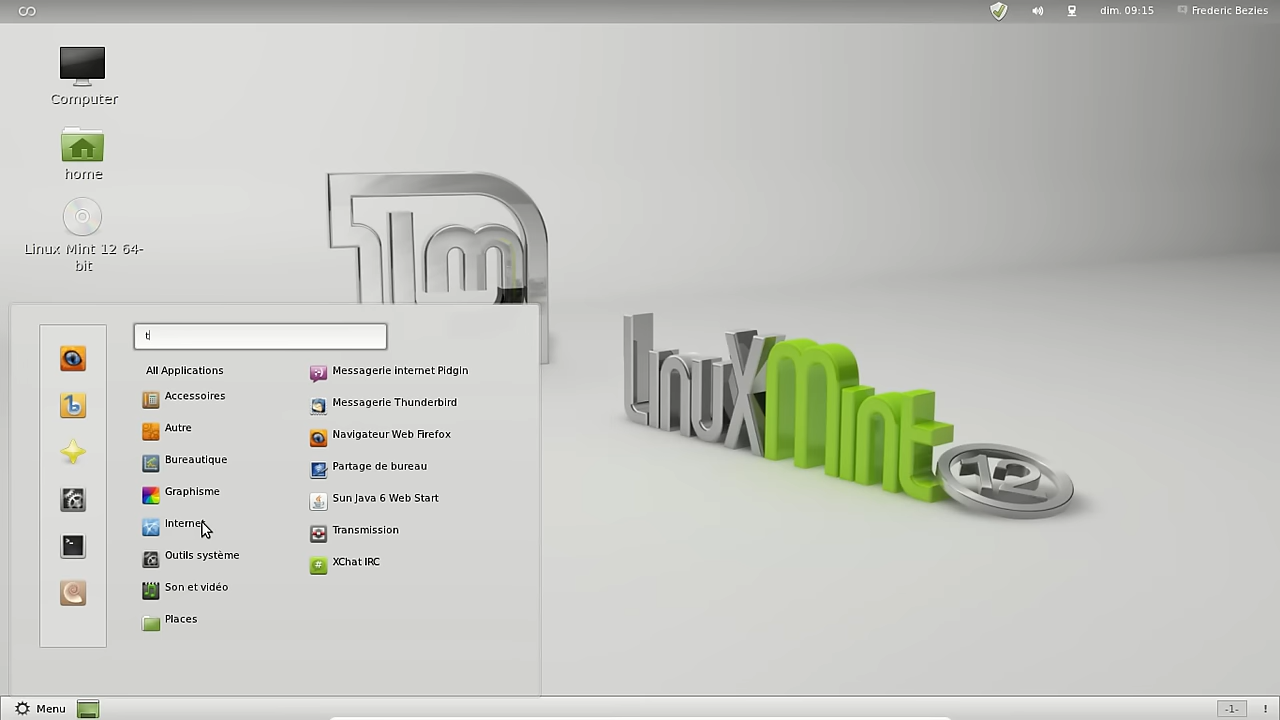 dim. 09:15
Frederic Bezies
Computer
home
Linux Mint 12 64-
bit
LinuxMint
12
t
All Applications
Accessoires
Autre
Bureautique
Graphisme
Internet
Outils système
Son et vidéo
Places
Messagerie internet Pidgin
Messagerie Thunderbird
Navigateur Web Firefox
Partage de bureau
Sun Java 6 Web Start
Transmission
XChat IRC
Menu
-1-
!